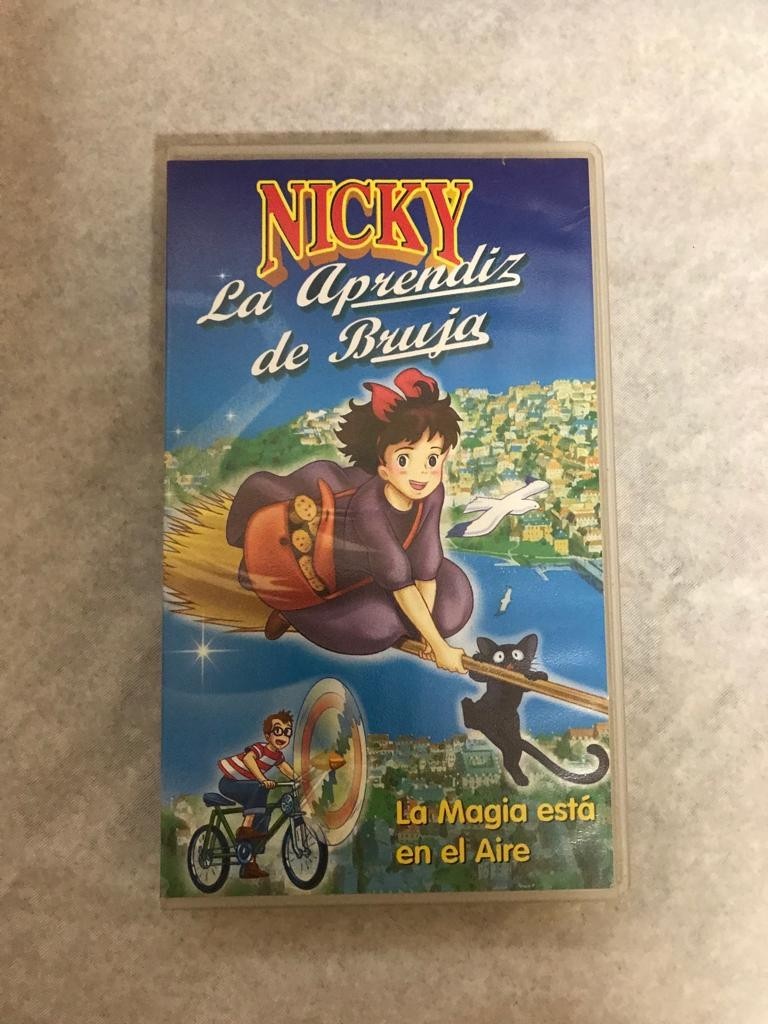 NICKY
La Aprendiz
de Bruja
La Magia está
en el Aire